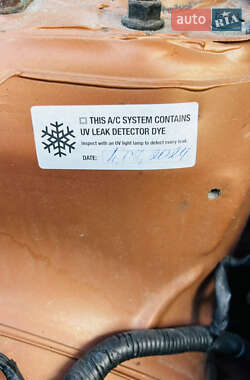 AUTO
RIA
☐ THIS A/C SYSTEM CONTAINS
UV LEAK DETECTOR DYE
Inspect with an UV light lamp to detect every leak.
DATE: